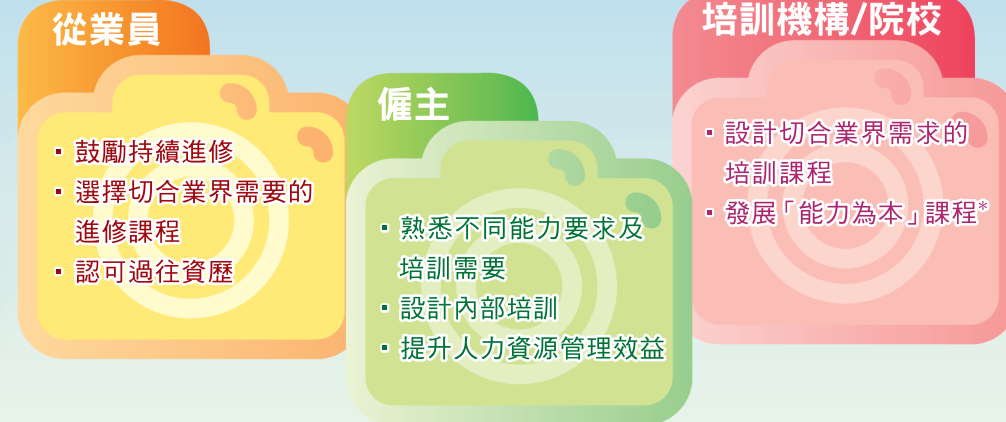 從業員
▪ 鼓勵持續進修
▪ 選擇切合業界需要的
進修課程
▪ 認可過往資歷
僱主
▪ 熟悉不同能力要求及
培訓需要
▪ 設計內部培訓
▪ 提升人力資源管理效益
培訓機構/院校
▪ 設計切合業界需求的
培訓課程
▪ 發展「能力為本」課程*